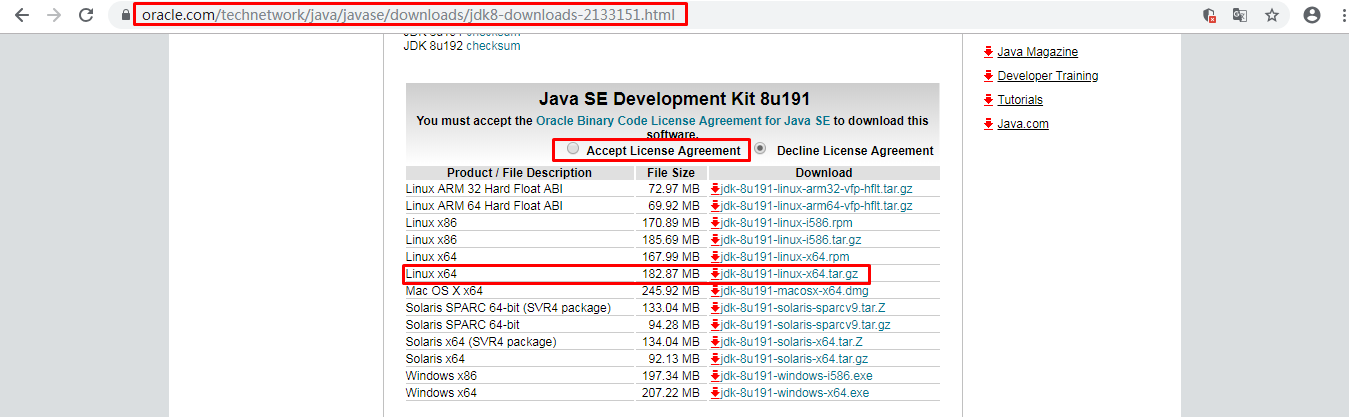 oracle.com/technetwork/java/javase/downloads/jdk8-downloads-2133151.html
JDK 8u192 checksum
Java Magazine
Developer Training
Tutorials
Java.com
Java SE Development Kit 8u191
You must accept the Oracle Binary Code License Agreement for Java SE to download this
software.
Accept License Agreement Decline License Agreement
Product / File Description File Size Download
Linux ARM 32 Hard Float ABI 72.97 MB jdk-8u191-linux-arm32-vfp-hflt.tar.gz
Linux ARM 64 Hard Float ABI 69.92 MB jdk-8u191-linux-arm64-vfp-hflt.tar.gz
Linux x86 170.89 MB jdk-8u191-linux-i586.rpm
Linux x86 185.69 MB jdk-8u191-linux-i586.tar.gz
Linux x64 167.99 MB jdk-8u191-linux-x64.rpm
Linux x64 182.87 MB jdk-8u191-linux-x64.tar.gz
Mac OS X x64 245.92 MB jdk-8u191-macosx-x64.dmg
Solaris SPARC 64-bit (SVR4 package) 133.04 MB jdk-8u191-solaris-sparcv9.tar.Z
Solaris SPARC 64-bit 94.28 MB jdk-8u191-solaris-sparcv9.tar.gz
Solaris x64 (SVR4 package) 134.04 MB jdk-8u191-solaris-x64.tar.Z
Solaris x64 92.13 MB jdk-8u191-solaris-x64.tar.gz
Windows x86 197.34 MB jdk-8u191-windows-i586.exe
Windows x64 207.22 MB jdk-8u191-windows-x64.exe